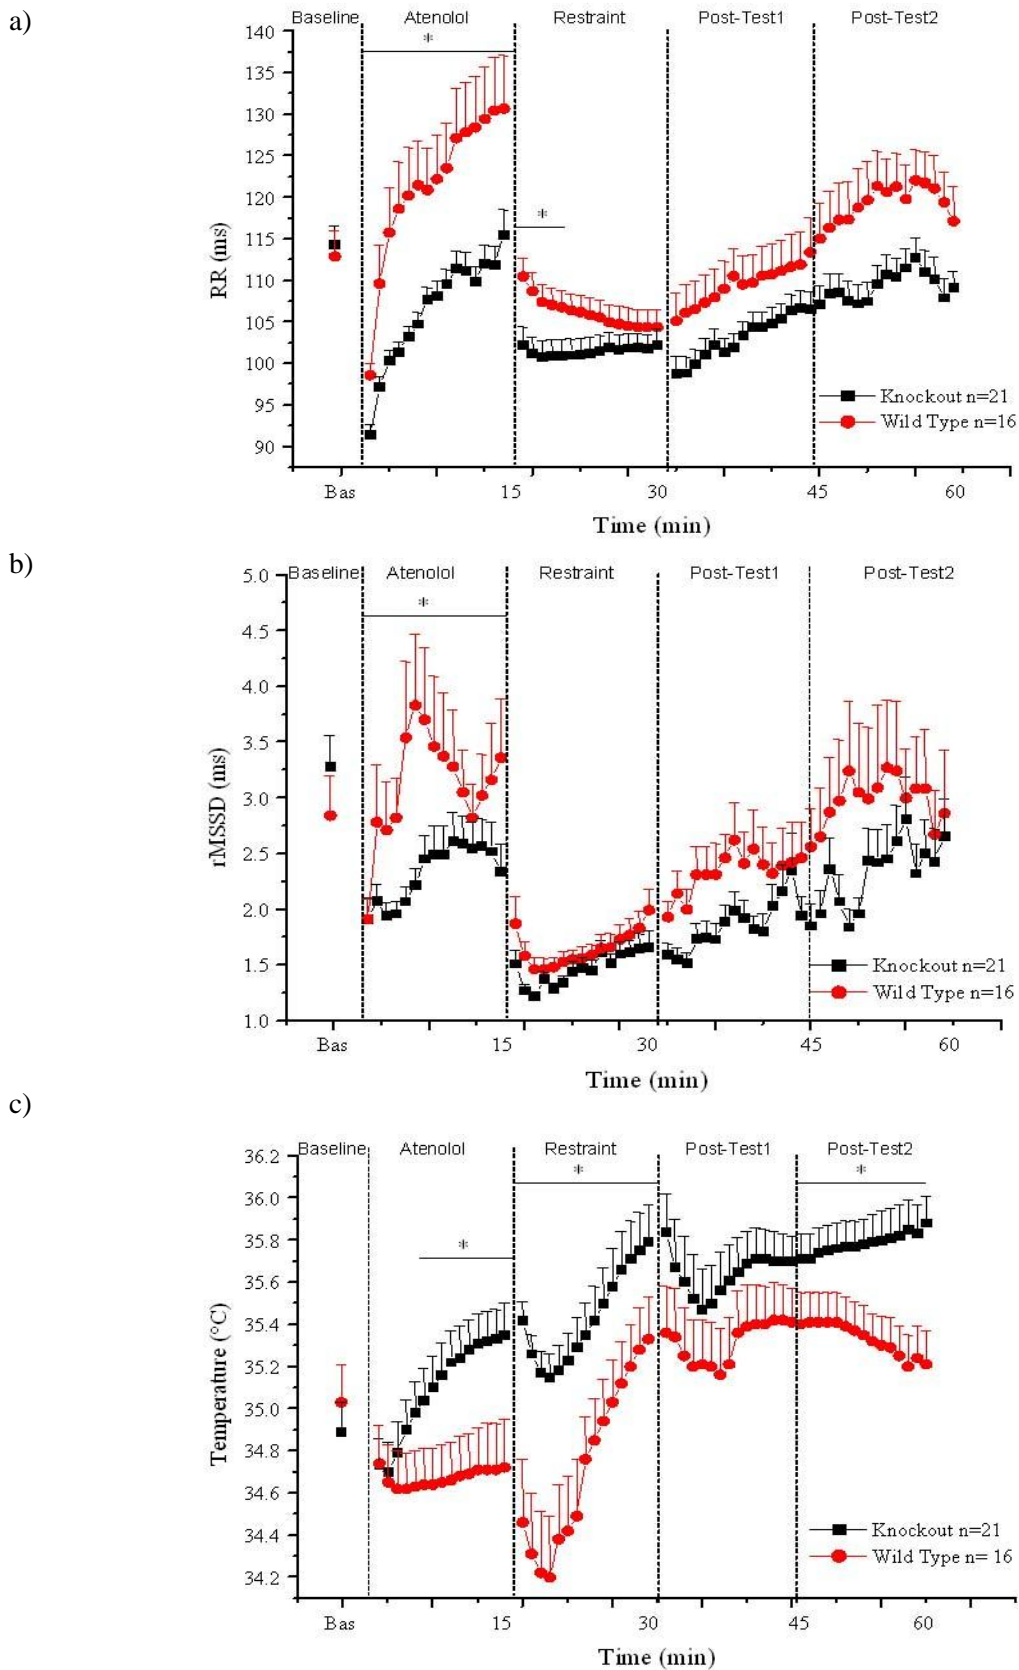 a)
Baseline Atenolol Restraint Post-Test1 Post-Test2
140
* 
135
130
125
120
*
115
110
105
100
95
90
RR (ms)
Knockout n=21
Wild Type n=16
Bas 15 30 45 60
Time (min)
b)
5.0
Baseline Atenolol Restraint Post-Test1 Post-Test2
*
4.5
4.0
3.5
3.0
2.5
2.0
1.5
1.0
rMSSD (ms)
Knockout n=21
Wild Type n=16
Bas 15 30 45 60
Time (min)
c)
Baseline Atenolol Restraint Post-Test1 Post-Test2
36.2
* *
36.0
35.8
*
35.6
35.4
35.2
35.0
34.8
34.6
34.4
34.2
Temperature (°C)
Knockout n=21
Wild Type n= 16
Bas 15 30 45 60
Time (min)